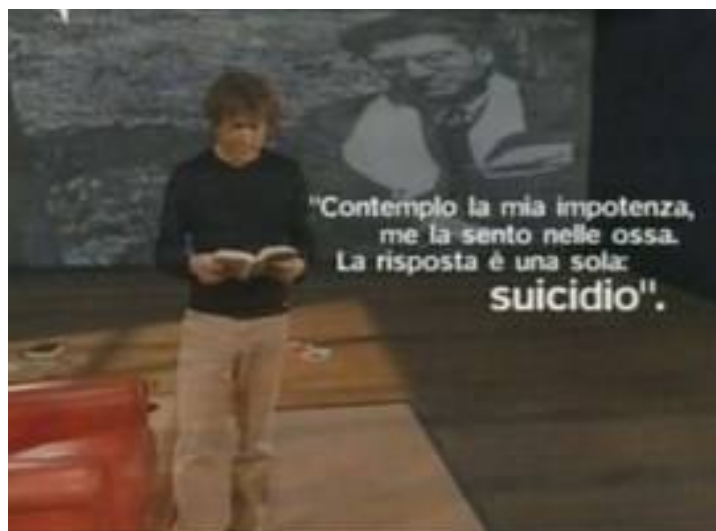 "Contemplo la mia impotenza,
me la sento nelle ossa.
La risposta è una sola:
suicidio".